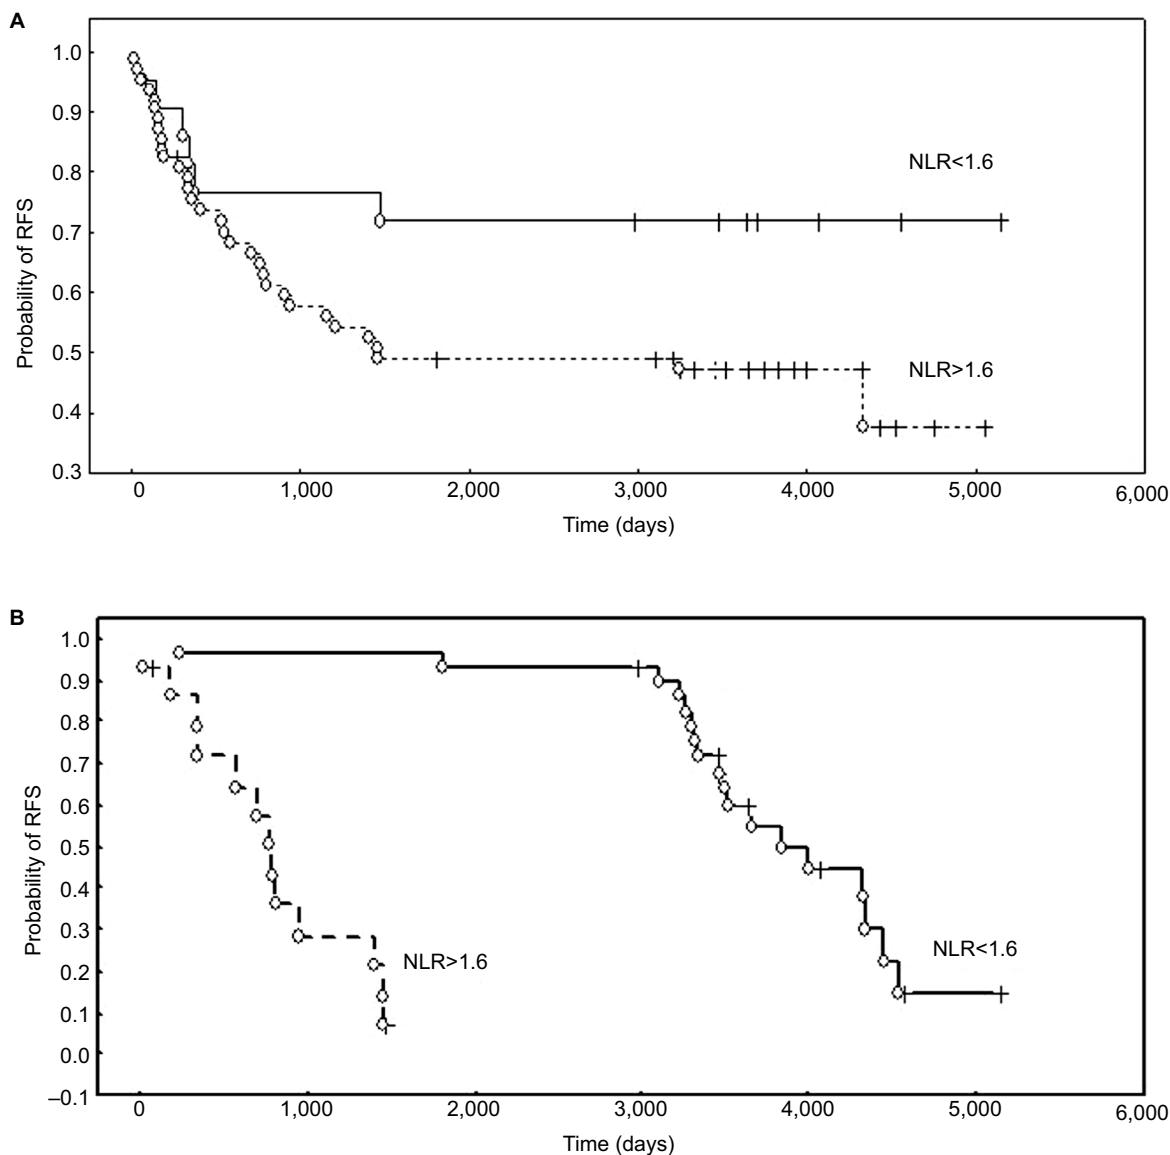 A
Probability of RFS
1.0
0.9
0.8
0.7
0.6
0.5
0.4
0.3
NLR<1.6
NLR>1.6
0 1,000 2,000 3,000 4,000 5,000 6,000
Time (days)
B
Probability of RFS
1.0
0.9
0.8
0.7
0.6
0.5
0.4
0.3
0.2
0.1
0.0
–0.1
NLR<1.6
NLR>1.6
0 1,000 2,000 3,000 4,000 5,000 6,000
Time (days)